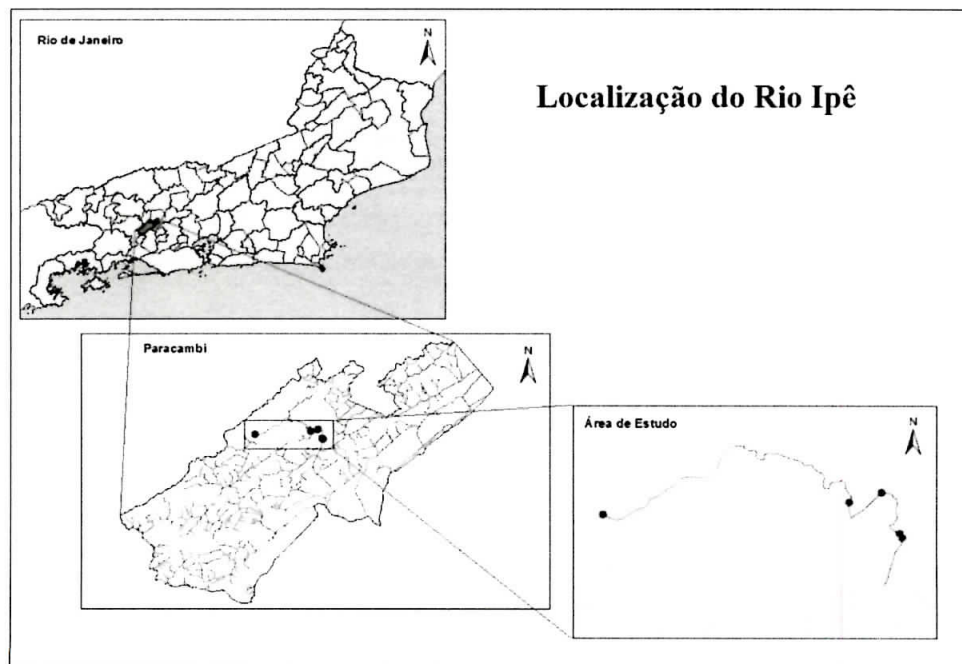 Rio de Janeiro
N
Localização do Rio Ipê
Paracambi
N
Área de Estudo
N